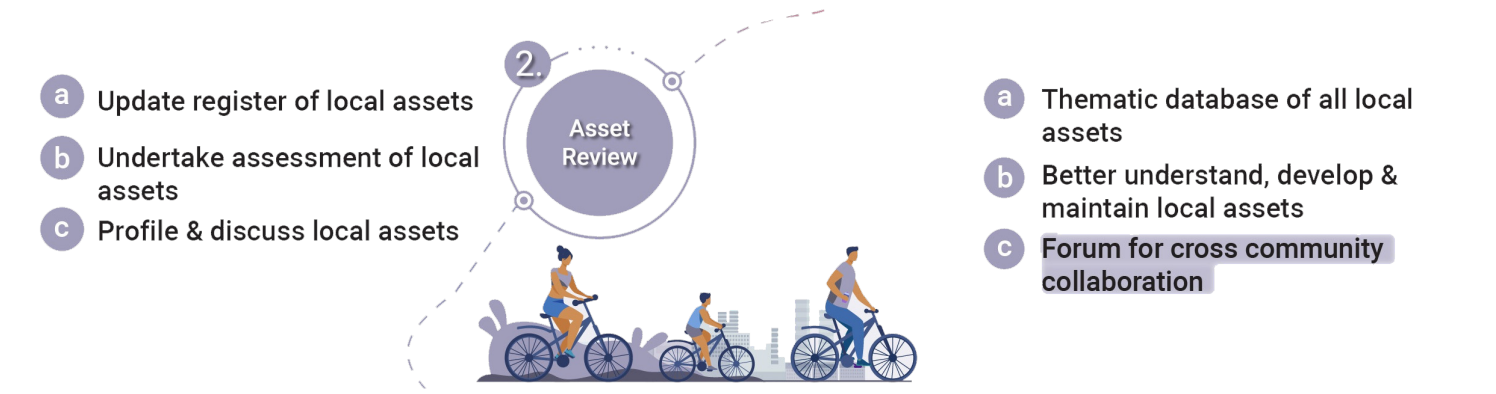 a
Update register of local assets
b
Undertake assessment of local
assets
c
Profile & discuss local assets
2.
Asset
Review
a
Thematic database of all local
assets
b
Better understand, develop &
maintain local assets
c
Forum for cross community
collaboration